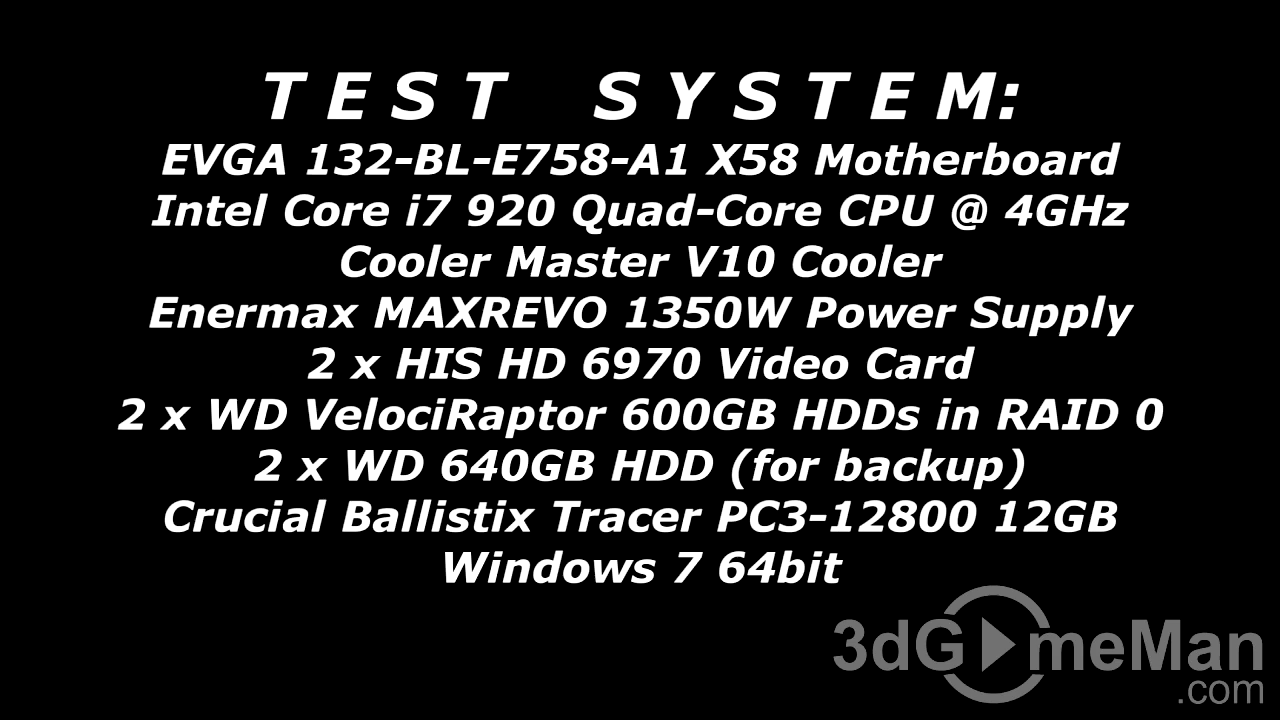 TEST SYSTEM:
EVGA 132-BL-E758-A1 X58 Motherboard
Intel Core i7 920 Quad-Core CPU @ 4GHz
Cooler Master V10 Cooler
Enermax MAXREVO 1350W Power Supply
2 x HIS HD 6970 Video Card
2 x WD VelociRaptor 600GB HDDs in RAID 0
2 x WD 640GB HDD (for backup)
Crucial Ballistix Tracer PC3-12800 12GB
Windows 7 64bit
3dGameMan
.com